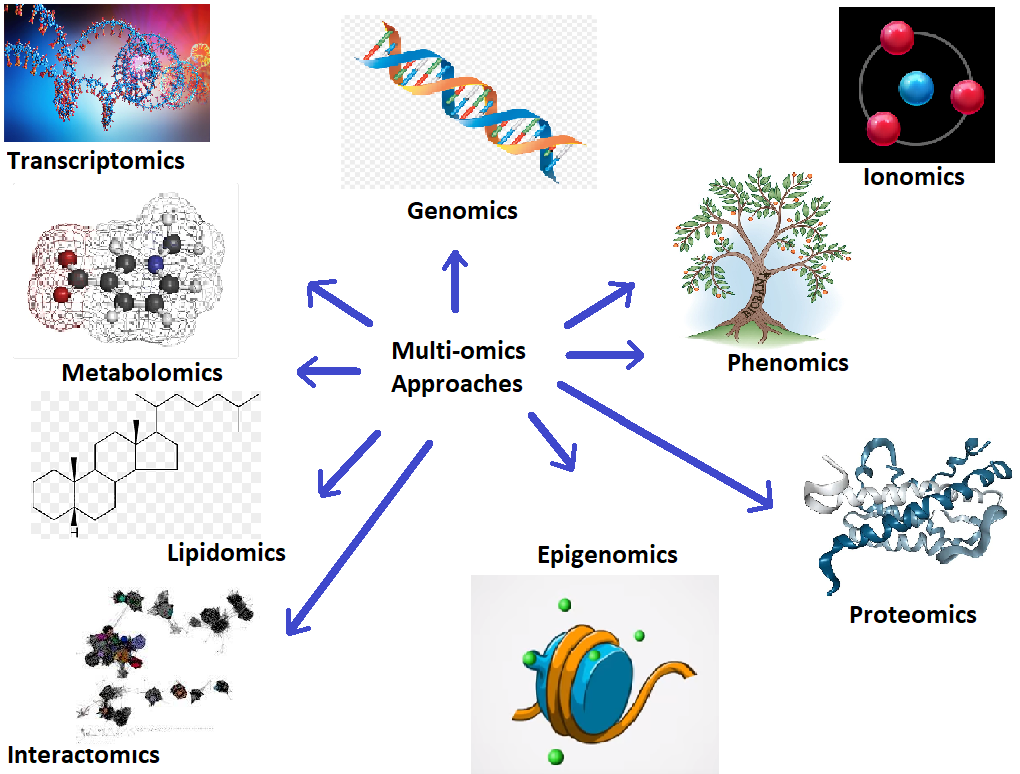 Transcriptomics
Genomics
Ionomics
Metabolomics
Multi-omics
Approaches
Phenomics
Lipidomics
H
Epigenomics
Proteomics
Interactomics